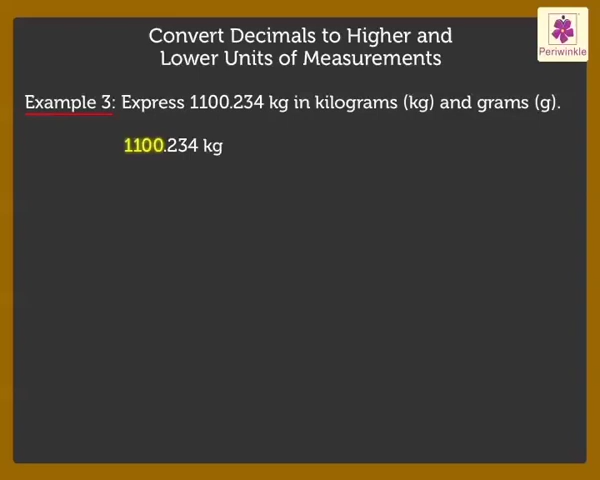 Convert Decimals to Higher and
Lower Units of Measurements
Periwinkle
Example 3: Express 1100.234 kg in kilograms (kg) and grams (g).
1100.234 kg